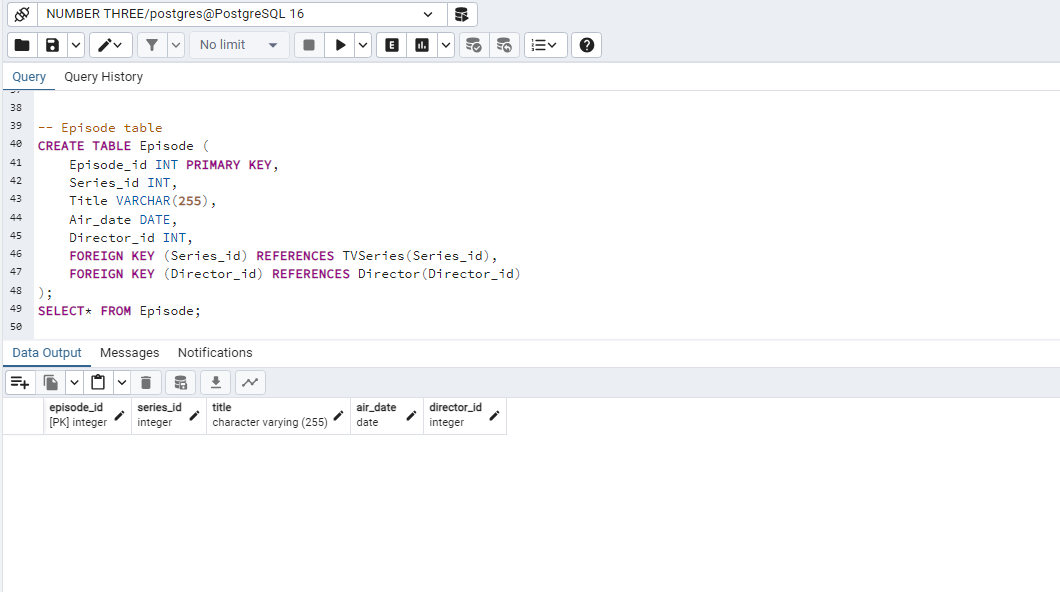 NUMBER THREE/postgres@PostgreSQL 16
No limit
E
Query Query History
38
39 -- Episode table
40 CREATE TABLE Episode (
41 Episode_id INT PRIMARY KEY,
42 Series_id INT,
43 Title VARCHAR(255),
44 Air_date DATE,
45 Director_id INT,
46 FOREIGN KEY (Series_id) REFERENCES TVSeries(Series_id),
47 FOREIGN KEY (Director_id) REFERENCES Director(Director_id)
48 );
49 SELECT* FROM Episode;
50
Data Output Messages Notifications
episode_id series_id title air_date director_id
[PK] integer integer character varying (255) date integer